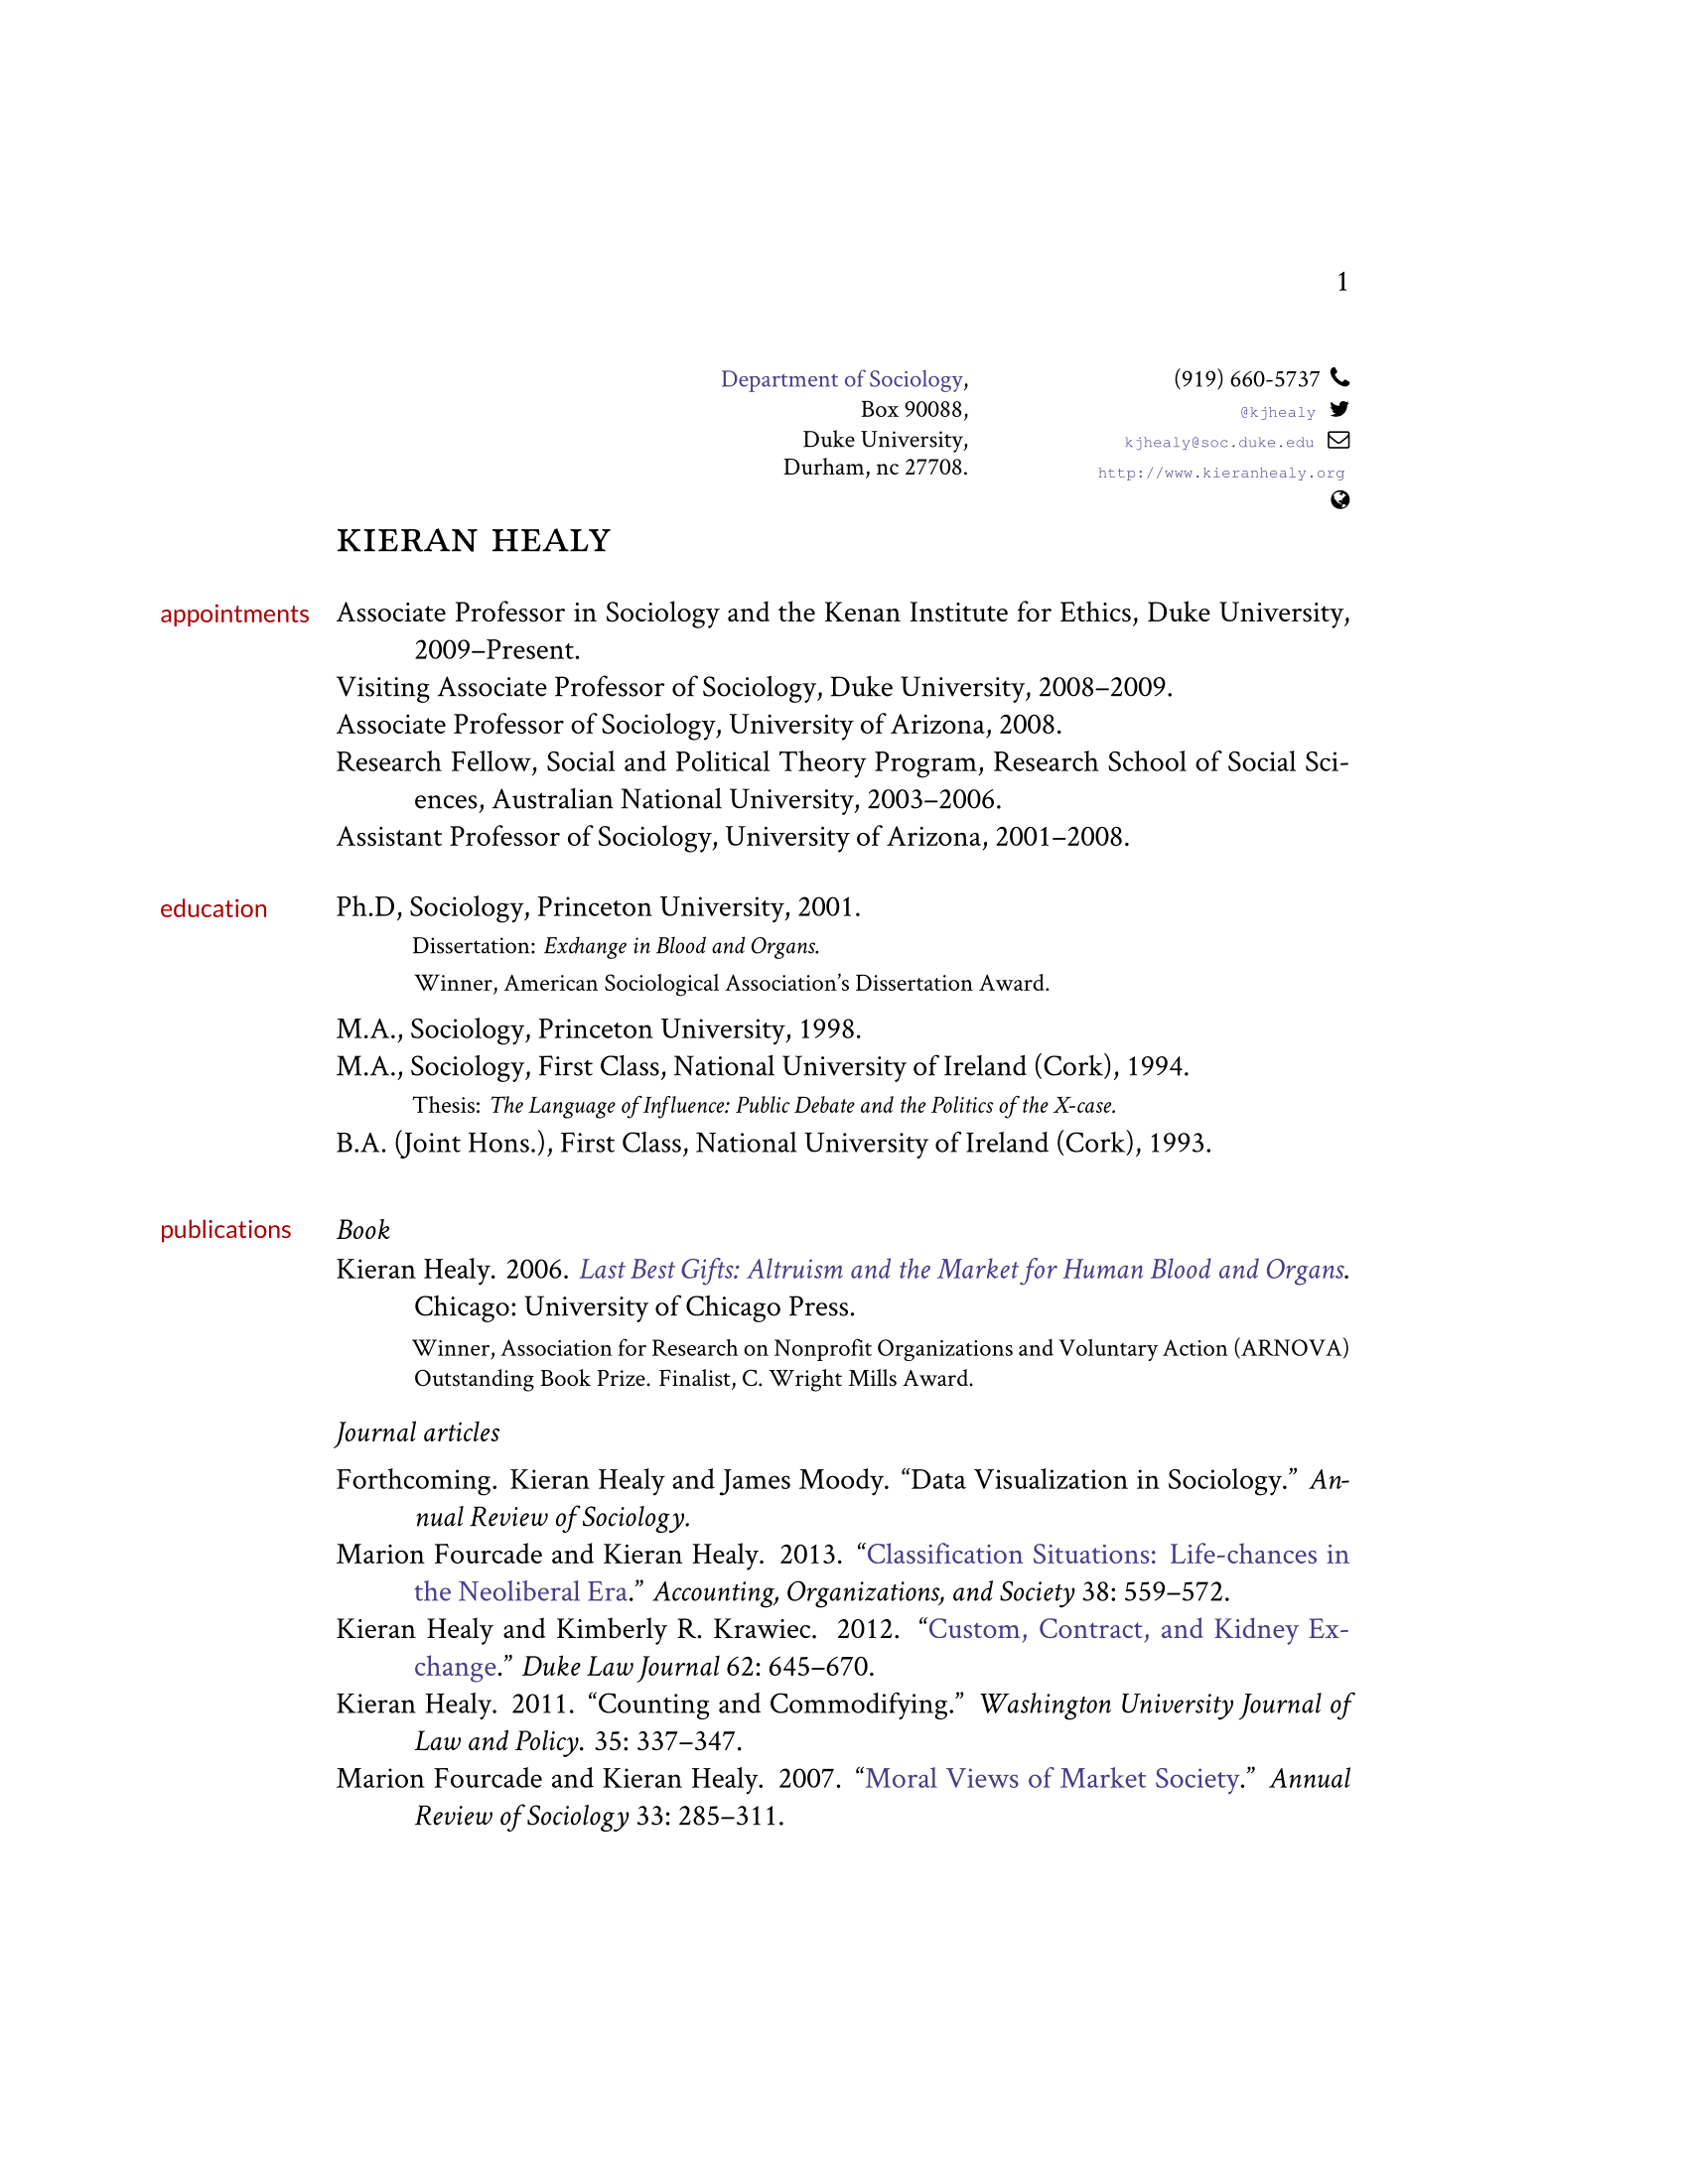 1
Department of Sociology,
Box 90088,
Duke University,
Durham, nc 27708.
(919) 660-5737
@kjhealy
kjhealy@soc.duke.edu
http://www.kieranhealy.org
KIERAN HEALY
appointments
Associate Professor in Sociology and the Kenan Institute for Ethics, Duke University,
2009–Present.
Visiting Associate Professor of Sociology, Duke University, 2008–2009.
Associate Professor of Sociology, University of Arizona, 2008.
Research Fellow, Social and Political Theory Program, Research School of Social Sci-
ences, Australian National University, 2003–2006.
Assistant Professor of Sociology, University of Arizona, 2001–2008.
education
Ph.D, Sociology, Princeton University, 2001.
Dissertation: Exchange in Blood and Organs.
Winner, American Sociological Association’s Dissertation Award.
M.A., Sociology, Princeton University, 1998.
M.A., Sociology, First Class, National University of Ireland (Cork), 1994.
Thesis: The Language of Influence: Public Debate and the Politics of the X-case.
B.A. (Joint Hons.), First Class, National University of Ireland (Cork), 1993.
publications
Book
Kieran Healy. 2006. Last Best Gifts: Altruism and the Market for Human Blood and Organs.
Chicago: University of Chicago Press.
Winner, Association for Research on Nonprofit Organizations and Voluntary Action (ARNOVA)
Outstanding Book Prize. Finalist, C. Wright Mills Award.
Journal articles
Forthcoming. Kieran Healy and James Moody. “Data Visualization in Sociology.” An-
nual Review of Sociology.
Marion Fourcade and Kieran Healy. 2013. “Classification Situations: Life-chances in
the Neoliberal Era.” Accounting, Organizations, and Society 38: 559–572.
Kieran Healy and Kimberly R. Krawiec. 2012. “Custom, Contract, and Kidney Ex-
change.” Duke Law Journal 62: 645–670.
Kieran Healy. 2011. “Counting and Commodifying.” Washington University Journal of
Law and Policy. 35: 337–347.
Marion Fourcade and Kieran Healy. 2007. “Moral Views of Market Society.” Annual
Review of Sociology 33: 285–311.